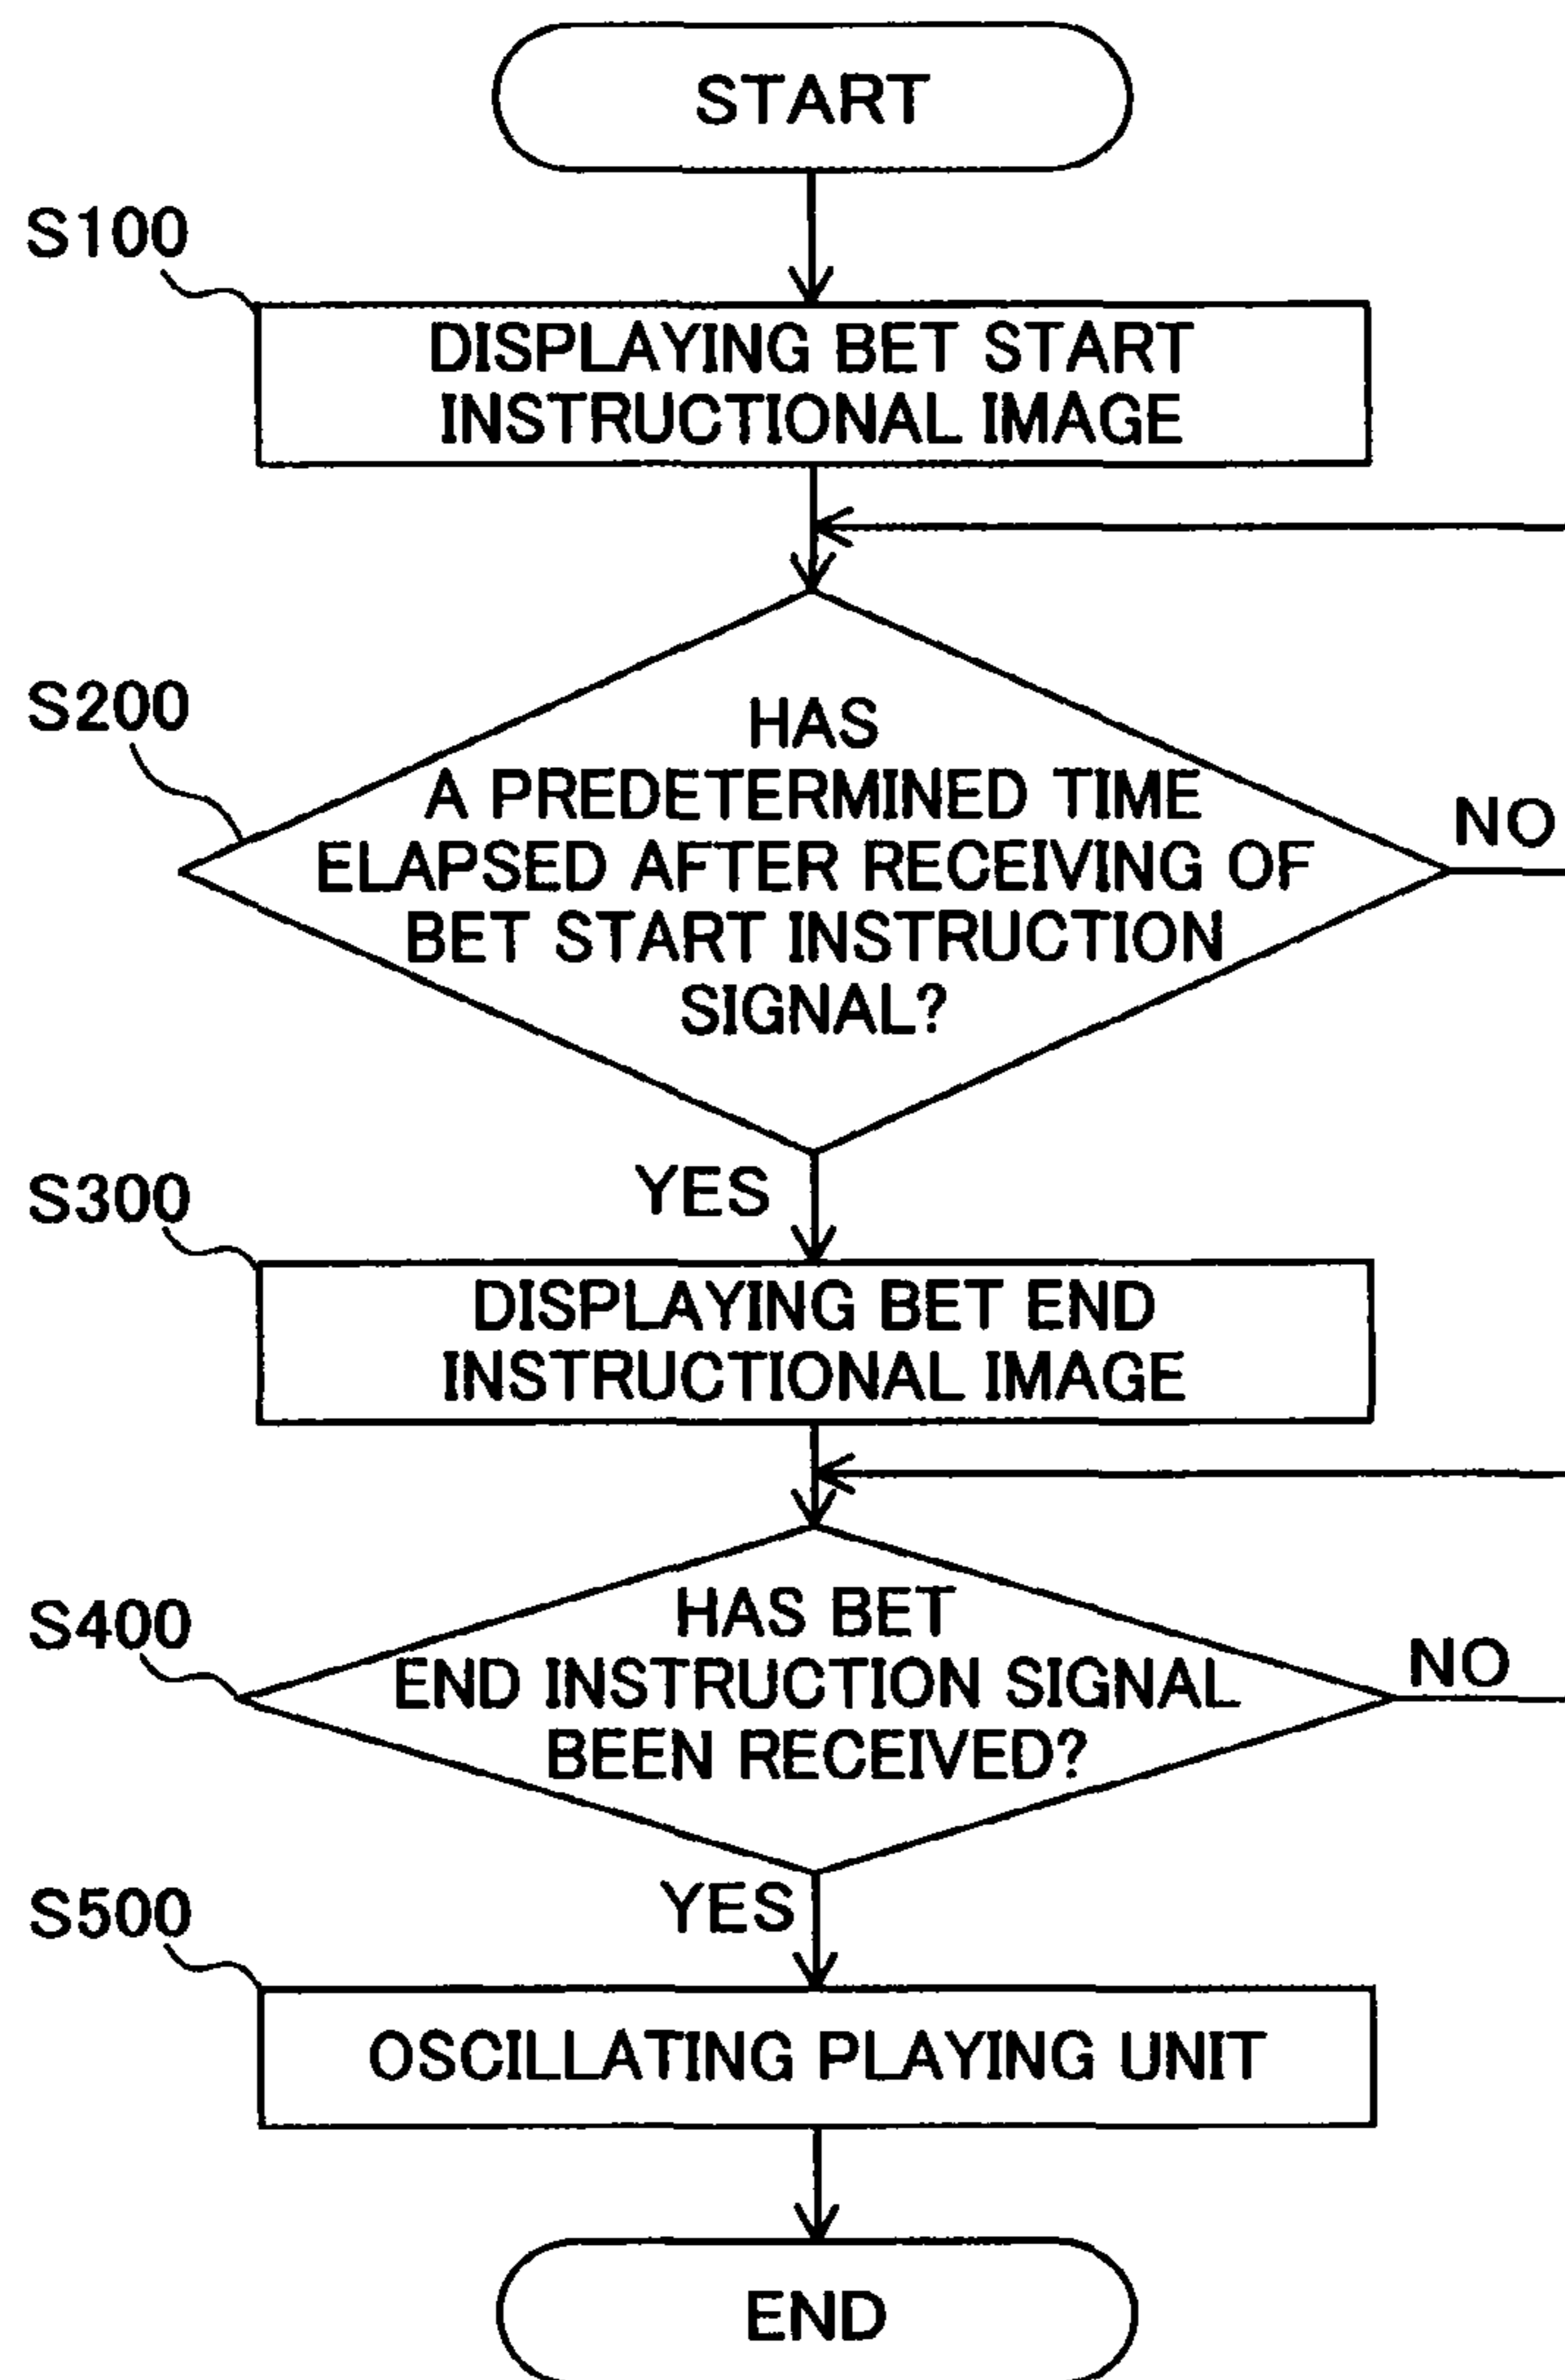 START
S100
DISPLAYING BET START
INSTRUCTIONAL IMAGE
S200
HAS
A PREDETERMINED TIME
ELAPSED AFTER RECEIVING OF
BET START INSTRUCTION
SIGNAL?
NO
YES
S300
DISPLAYING BET END
INSTRUCTIONAL IMAGE
S400
HAS BET
END INSTRUCTION SIGNAL
BEEN RECEIVED?
NO
YES
S500
OSCILLATING PLAYING UNIT
END